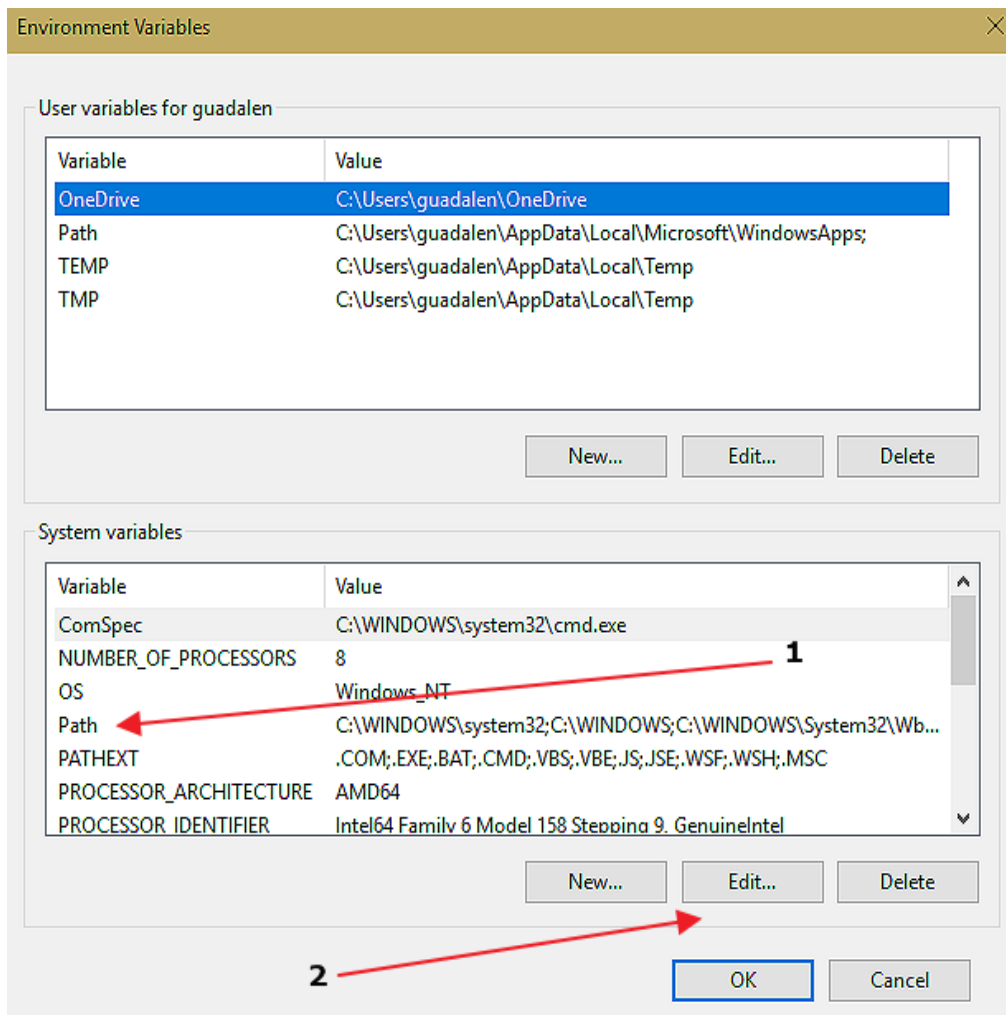 Environment Variables
User variables for guadalen
Variable Value
OneDrive C:\Users\guadalen\OneDrive
Path C:\Users\guadalen\AppData\Local\Microsoft\WindowsApps;
TEMP C:\Users\guadalen\AppData\Local\Temp
TMP C:\Users\guadalen\AppData\Local\Temp
New... Edit... Delete
System variables
Variable Value
ComSpec C:\WINDOWS\system32\cmd.exe
NUMBER_OF_PROCESSORS 8
1
OS Windows_NT
Path C:\WINDOWS\system32;C:\WINDOWS;C:\WINDOWS\System32\Wb...
PATHEXT .COM;.EXE;.BAT;.CMD;.VBS;.VBE;.JS;.JSE;.WSF;.WSH;.MSC
PROCESSOR_ARCHITECTURE AMD64
PROCESSOR_IDENTIFIER Intel64 Family 6 Model 158 Stepping 9, GenuineIntel
New... Edit... Delete
2
OK Cancel